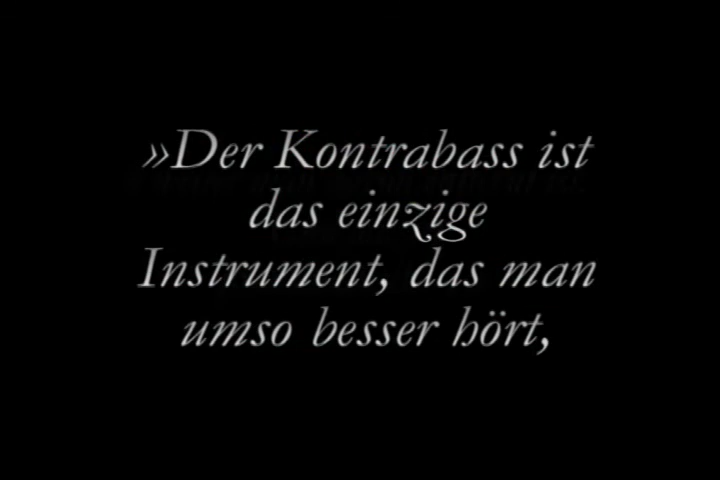 »Der Kontrabass ist
das einzige
Instrument, das man
umso besser hört,